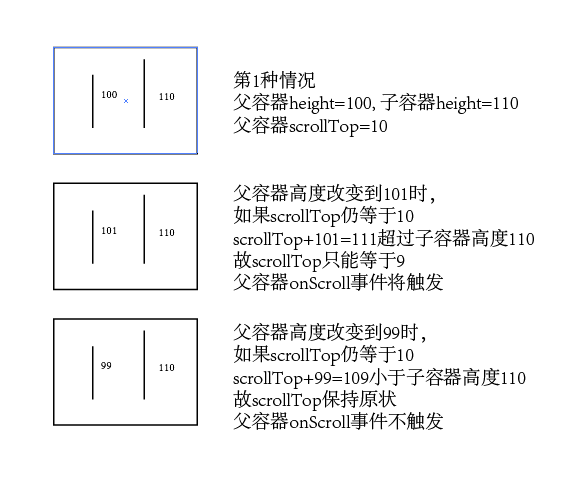 100
110
第1种情况
父容器height=100, 子容器height=110
父容器scrollTop=10
101
110
父容器高度改变到101时，
如果scrollTop仍等于10
scrollTop+101=111超过子容器高度110
故scrollTop只能等于9
父容器onScroll事件将触发
99
110
父容器高度改变到99时，
如果scrollTop仍等于10
scrollTop+99=109小于子容器高度110
故scrollTop保持原状
父容器onScroll事件不触发